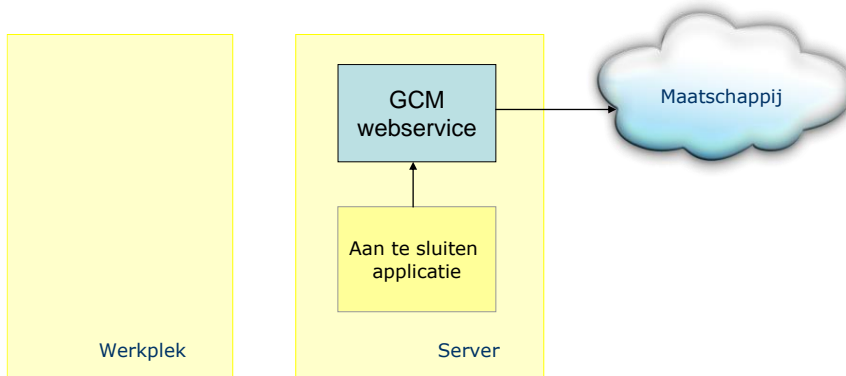 GCM
webservice
Maatschappij
Aan te sluiten
applicatie
Werkplek
Server